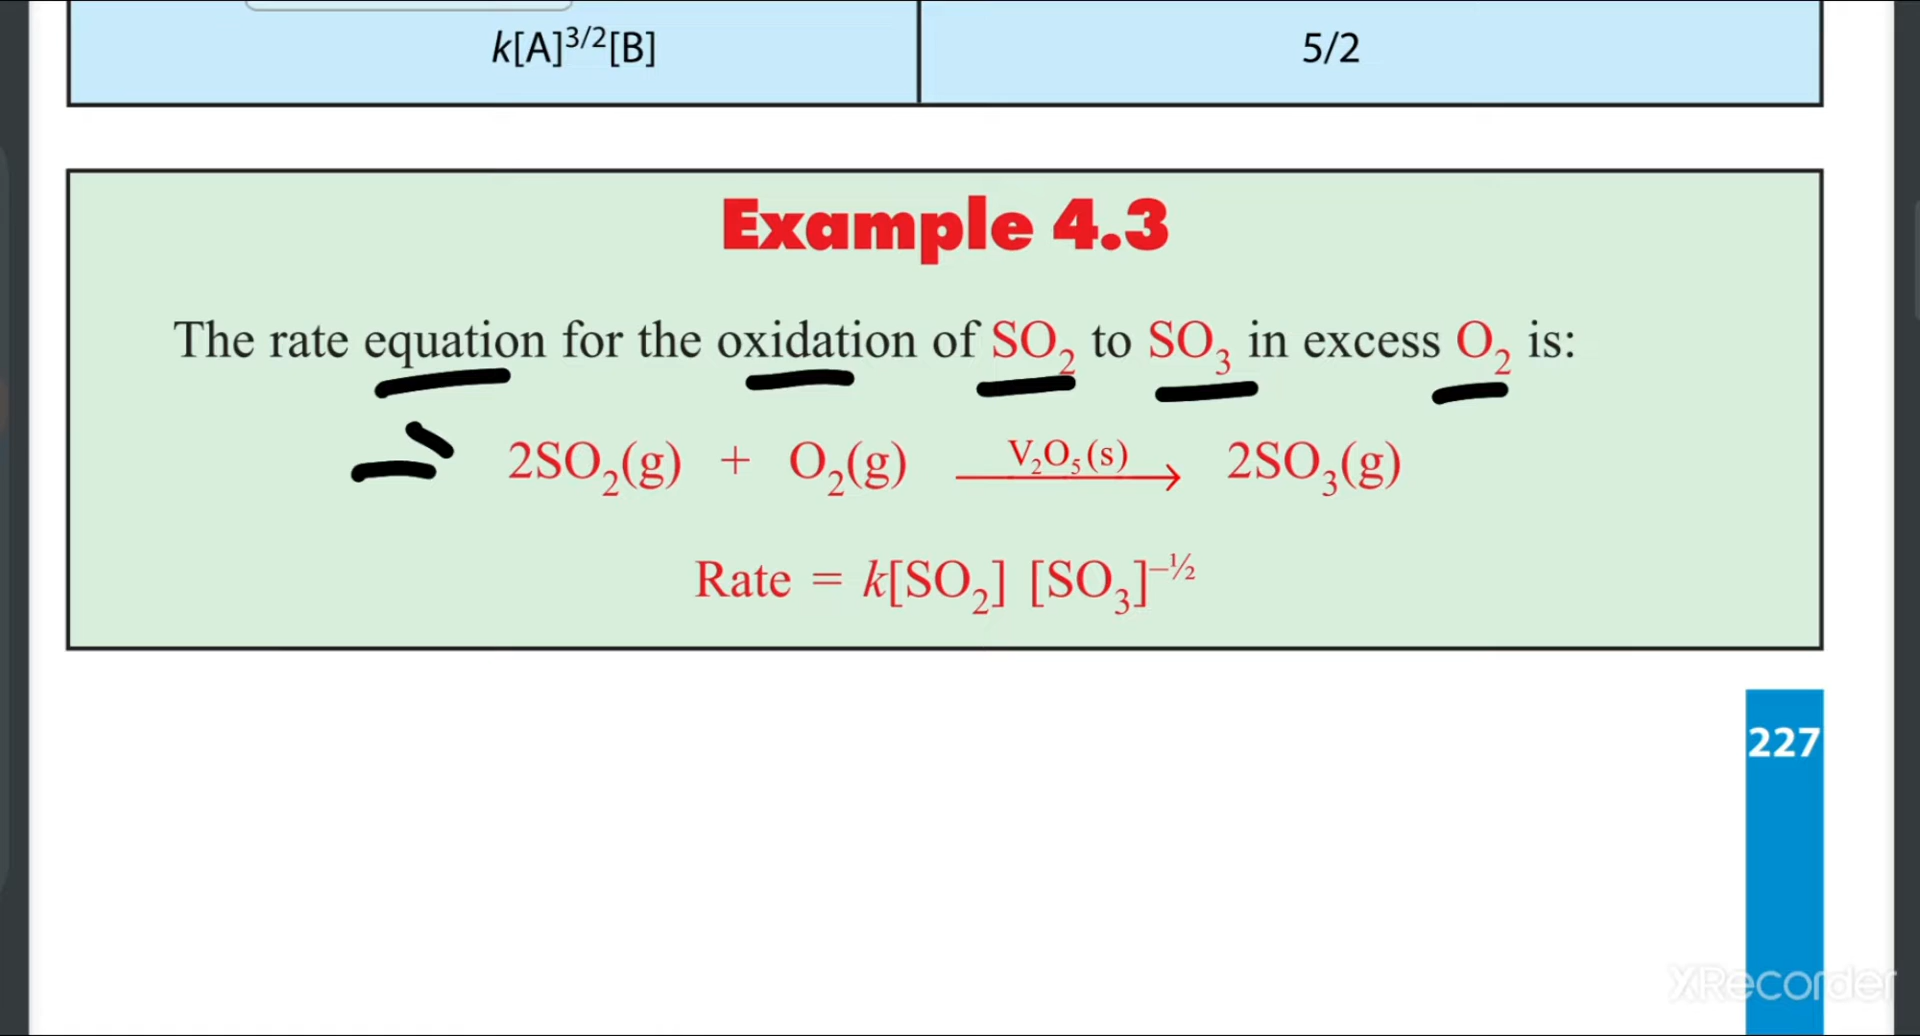 k[A]³/²[B] 5/2
Example 4.3
The rate equation for the oxidation of SO₂ to SO₃ in excess O₂ is:
2SO₂(g) + O₂(g) V₂O₅(s) → 2SO₃(g)
Rate = k[SO₂] [SO₃]⁻½
227
XRecorder